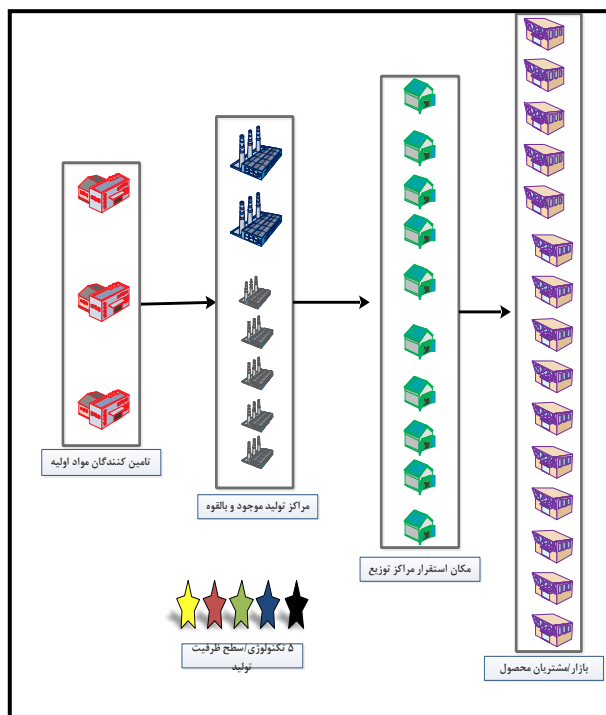 تامین کنندگان مواد اولیه
مراکز تولید موجود و بالقوه
مکان استقرار مراکز توزیع
بازار/مشتریان محصول
۵ تکنولوژی/سطح ظرفیت
تولید